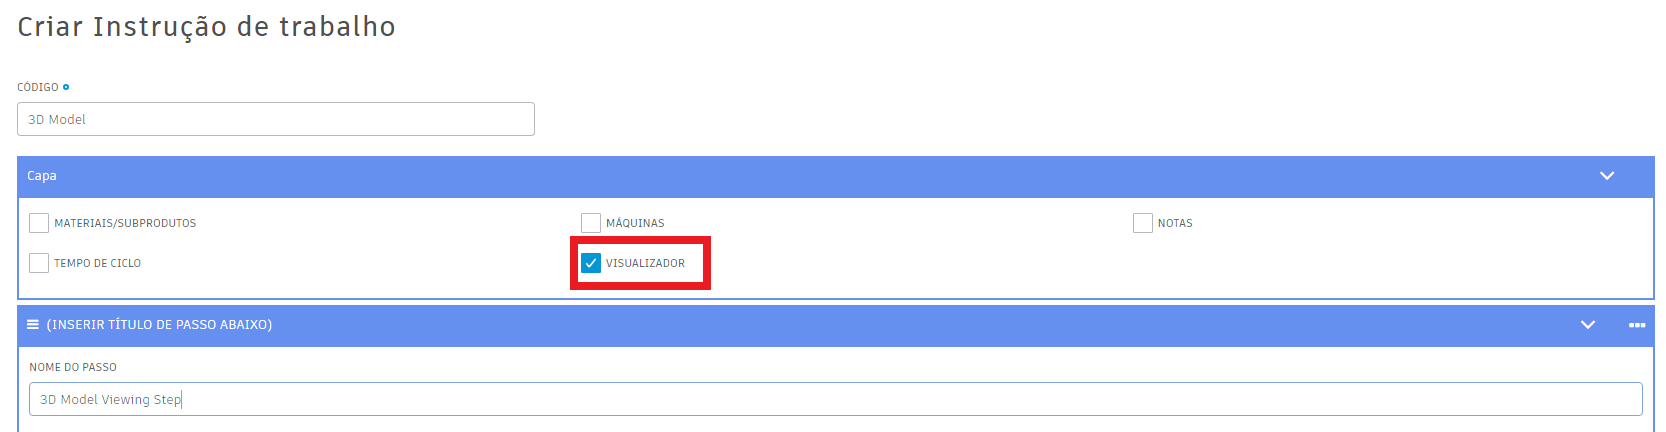 Criar Instrução de trabalho
CÓDIGO
3D Model
Capa
MATERIAIS/SUBPRODUTOS
MÁQUINAS
NOTAS
TEMPO DE CICLO
VISUALIZADOR
(INSERIR TÍTULO DE PASSO ABAIXO)
NOME DO PASSO
3D Model Viewing Step